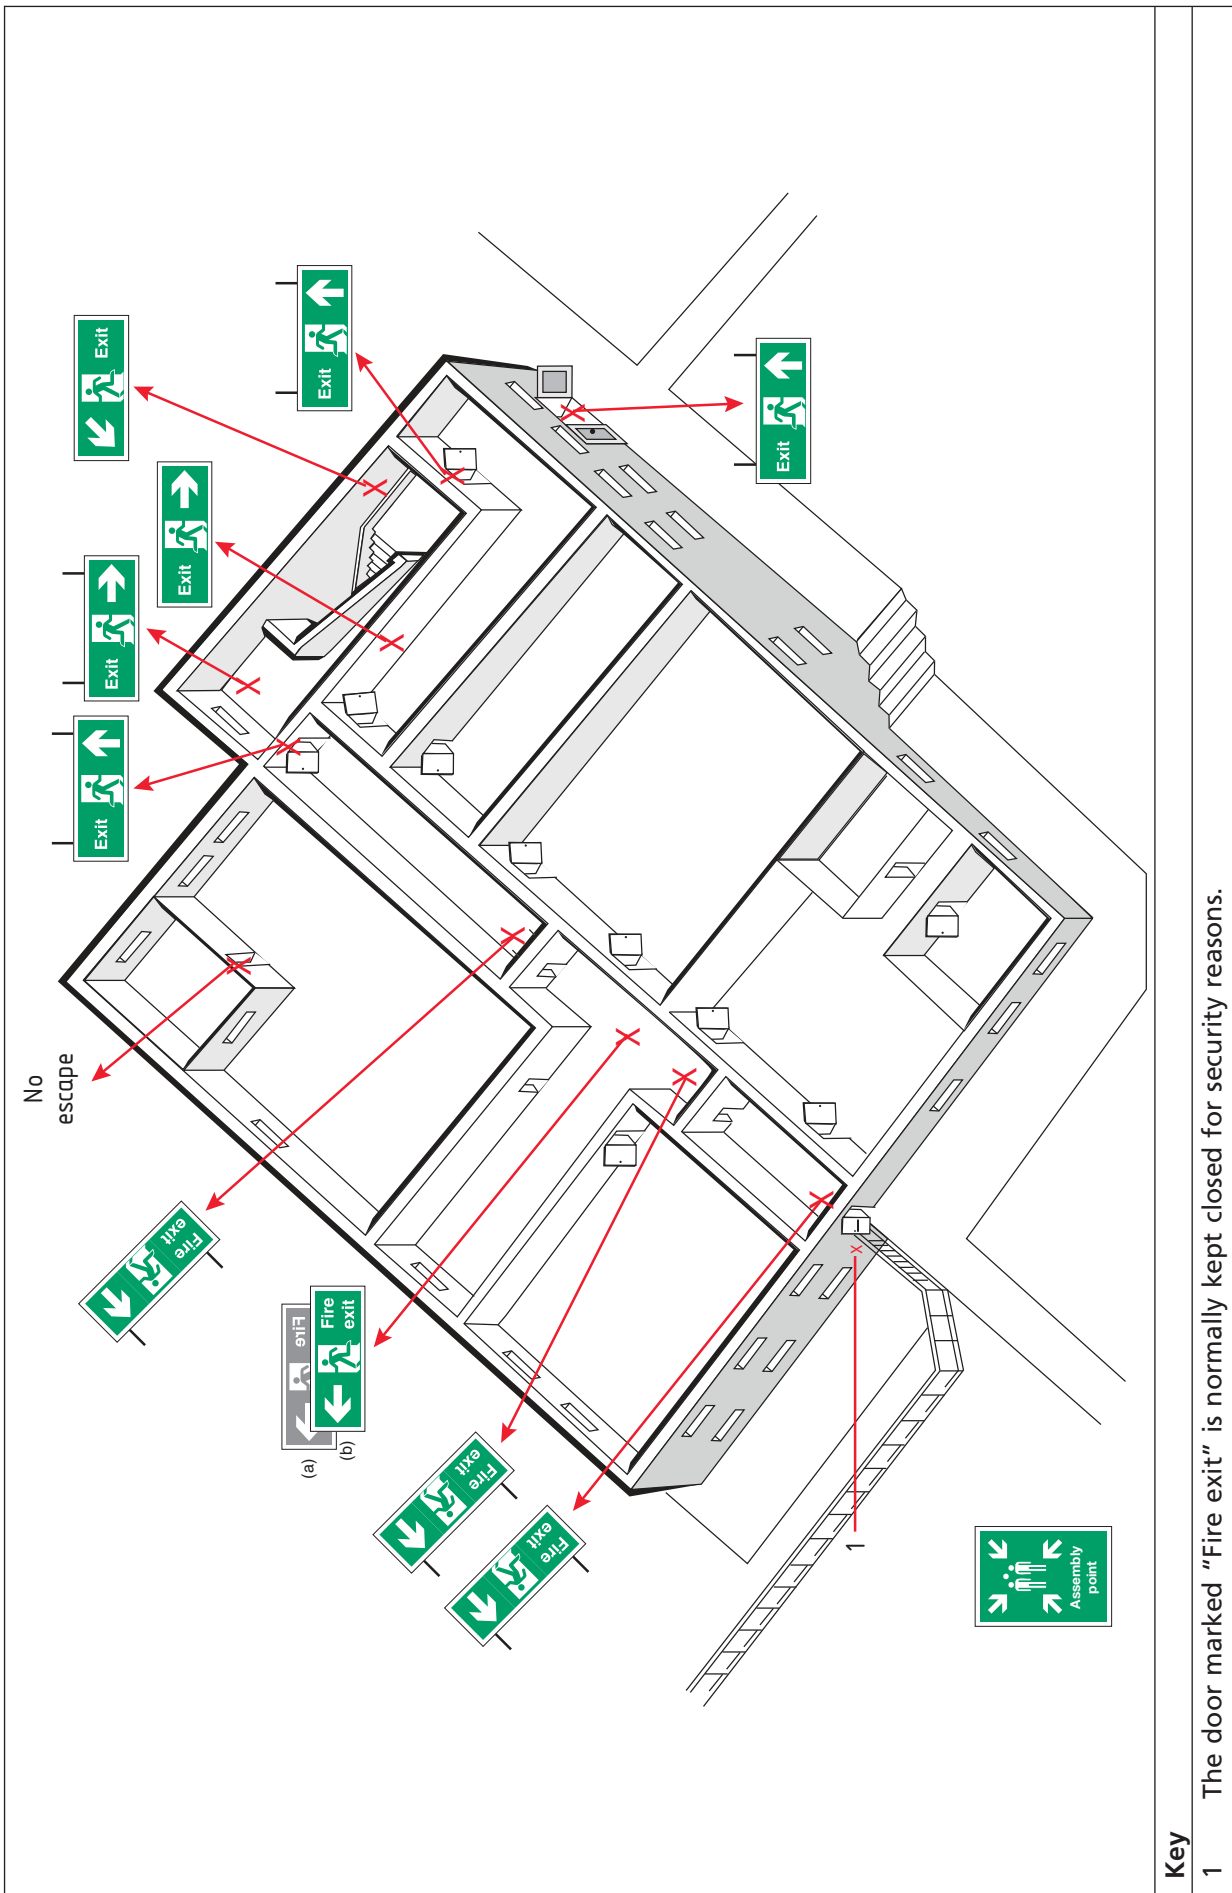 No
escape
Exit
Exit
Exit
Exit
Fire
exit
Exit
Fire
(a)
Fire
exit
(b)
Fire
exit
Fire
exit
Exit
1
Assembly
point
Key
1 The door marked "Fire exit" is normally kept closed for security reasons.